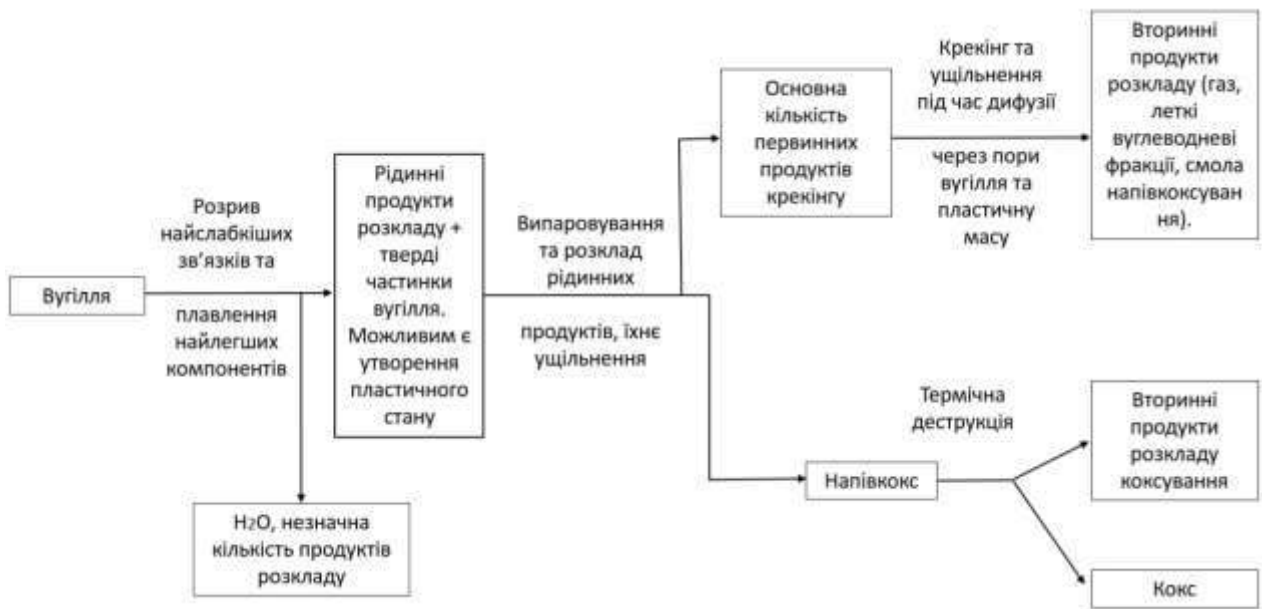 Вугілля
Розрив
найслабкіших
зв’язків та
плавлення
найлегших
компонентів
H2O, незначна
кількість продуктів
розкладу
Рідинні
продукти
розкладу +
тверді
частинки
вугілля.
Можливим є
утворення
пластичного
стану
Випаровування
та розклад
рідинних
продуктів, їхнє
ущільнення
Основна
кількість
первинних
продуктів
крекінгу
Крекінг та
ущільнення
під час дифузії
через пори
вугілля та
пластичну
масу
Вторинні
продукти
розкладу (газ,
леткі
вуглеводневі
фракції, смола
напівкоксуван
ня).
Напівкокс
Термічна
деструкція
Вторинні
продукти
розкладу
коксування
Кокс